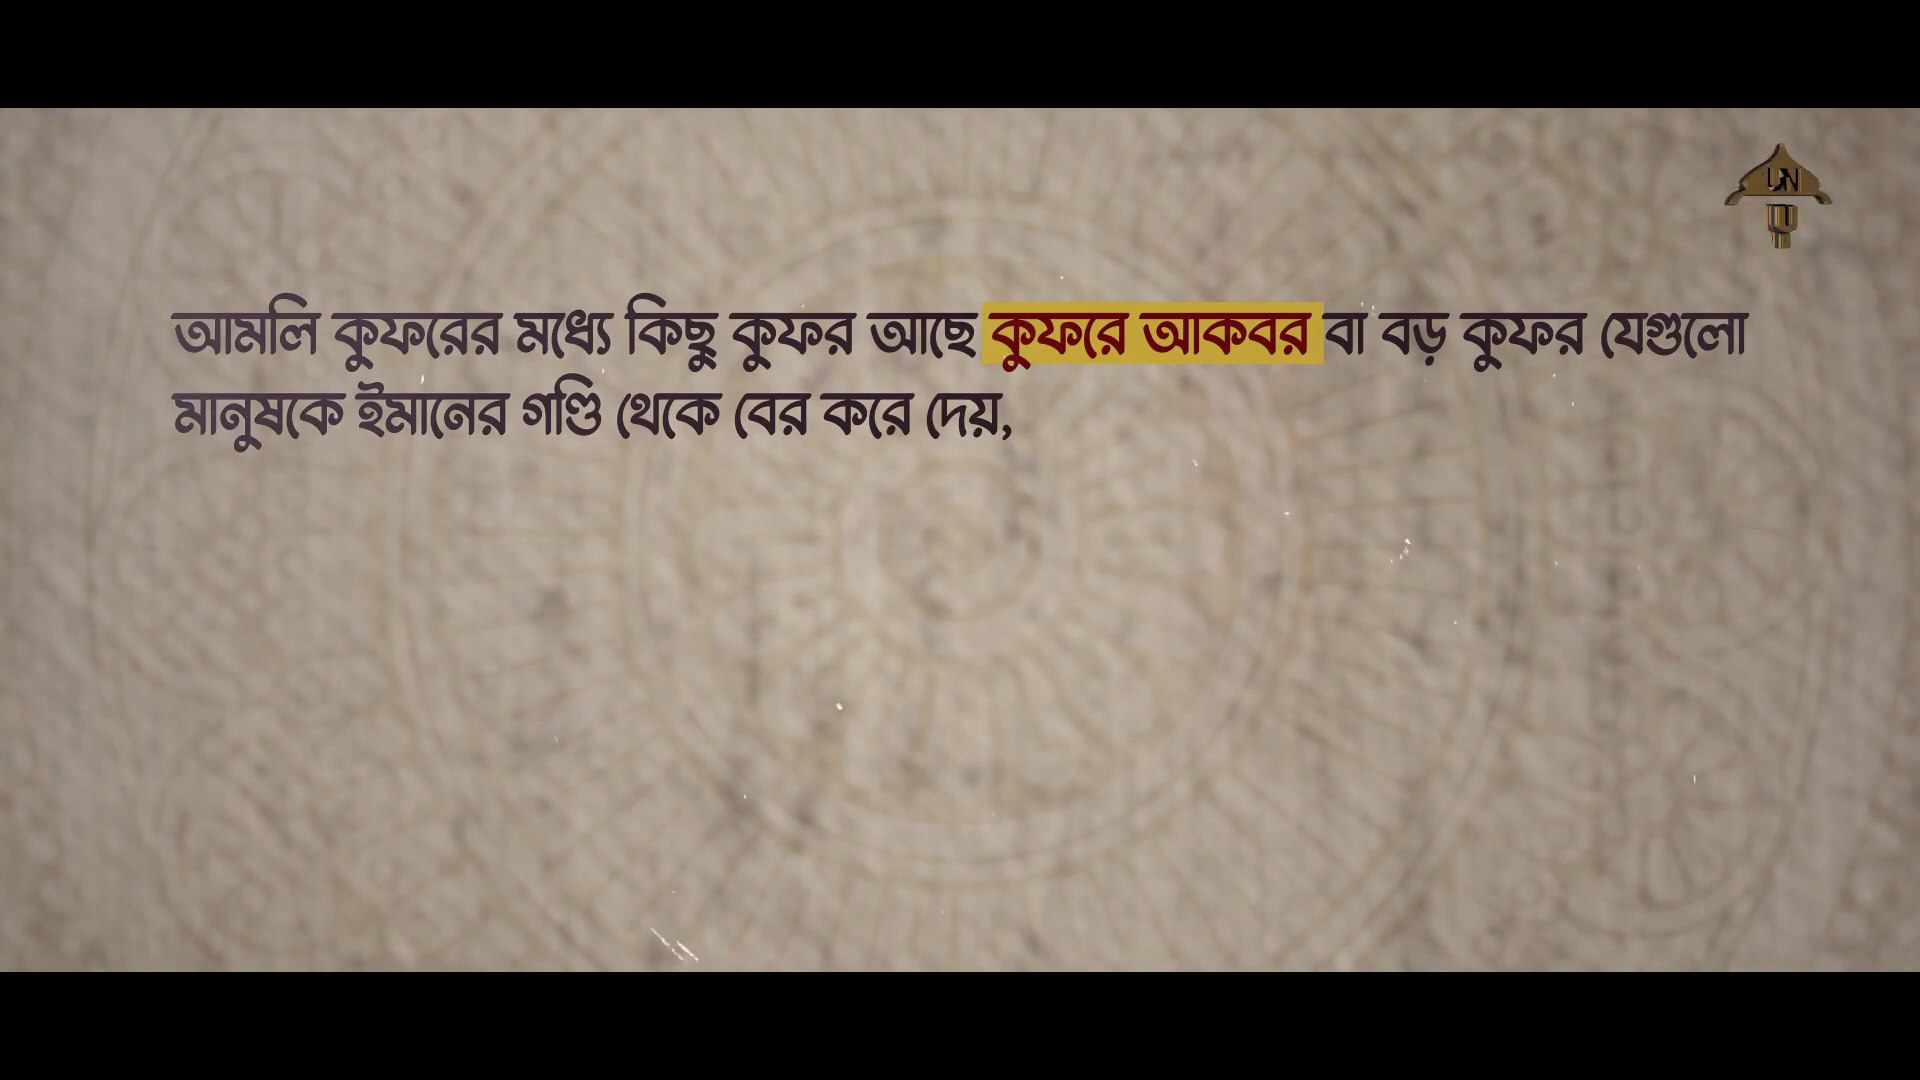 আমলি কুফরের মধ্যে কিছু কুফর আছে কুফরে আকবর বা বড় কুফর যেগুলো
মানুষকে ইমানের গণ্ডি থেকে বের করে দেয়,